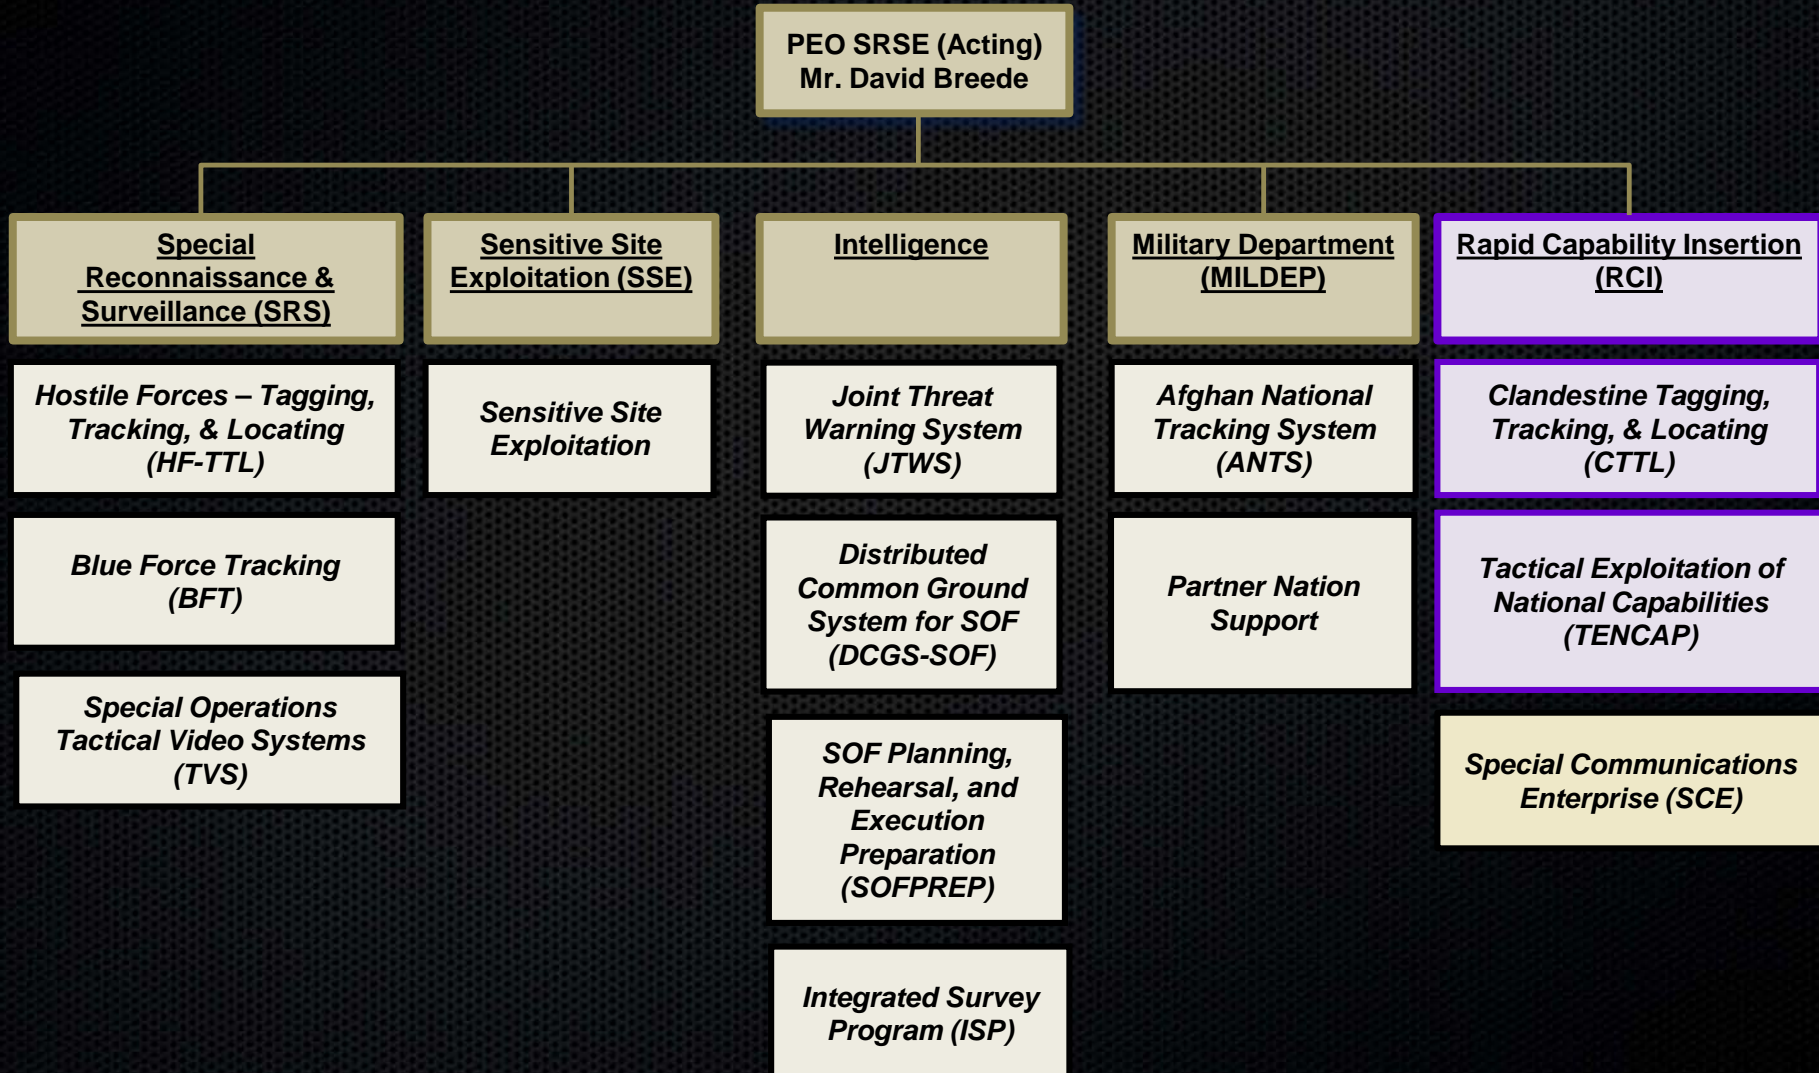 PEO SRSE (Acting)
Mr. David Breede
Special
Reconnaissance &
Surveillance (SRS)
Hostile Forces – Tagging,
Tracking, & Locating
(HF-TTL)
Blue Force Tracking
(BFT)
Special Operations
Tactical Video Systems
(TVS)
Sensitive Site
Exploitation (SSE)
Sensitive Site
Exploitation
Intelligence
Joint Threat
Warning System
(JTWS)
Distributed
Common Ground
System for SOF
(DCGS-SOF)
SOF Planning,
Rehearsal, and
Execution
Preparation
(SOFPREP)
Integrated Survey
Program (ISP)
Military Department
(MILDEP)
Afghan National
Tracking System
(ANTS)
Partner Nation
Support
Rapid Capability Insertion
(RCI)
Clandestine Tagging,
Tracking, & Locating
(CTTL)
Tactical Exploitation of
National Capabilities
(TENCAP)
Special Communications
Enterprise (SCE)